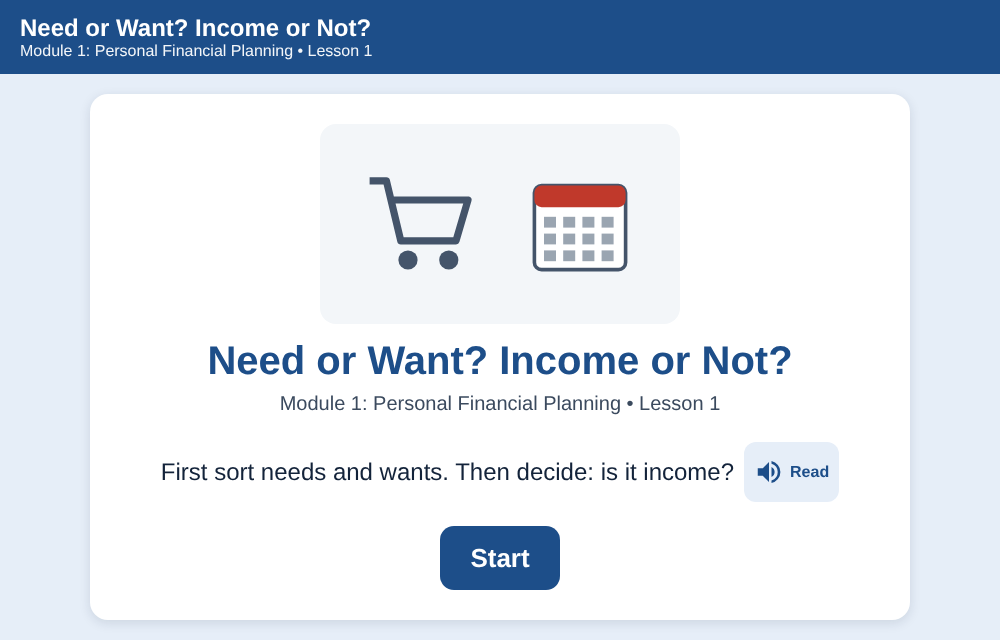 Need or Want? Income or Not?
Module 1: Personal Financial Planning • Lesson 1
Need or Want? Income or Not?
Module 1: Personal Financial Planning • Lesson 1
First sort needs and wants. Then decide: is it income? Read
Start